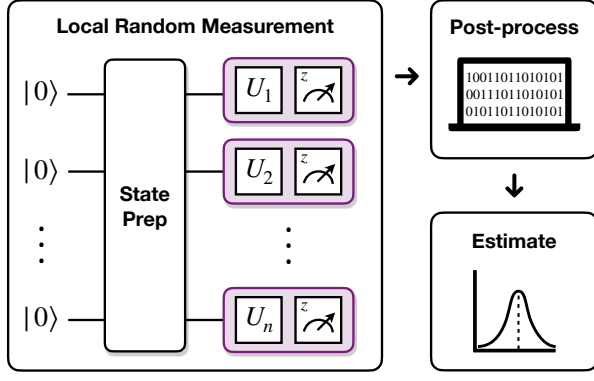 Local Random Measurement
|0⟩ U₁ z
|0⟩ U₂ z
State
Prep
|0⟩ Uₙ z
Post-process
10011011010101
00111011010101
01011011010101
Estimate